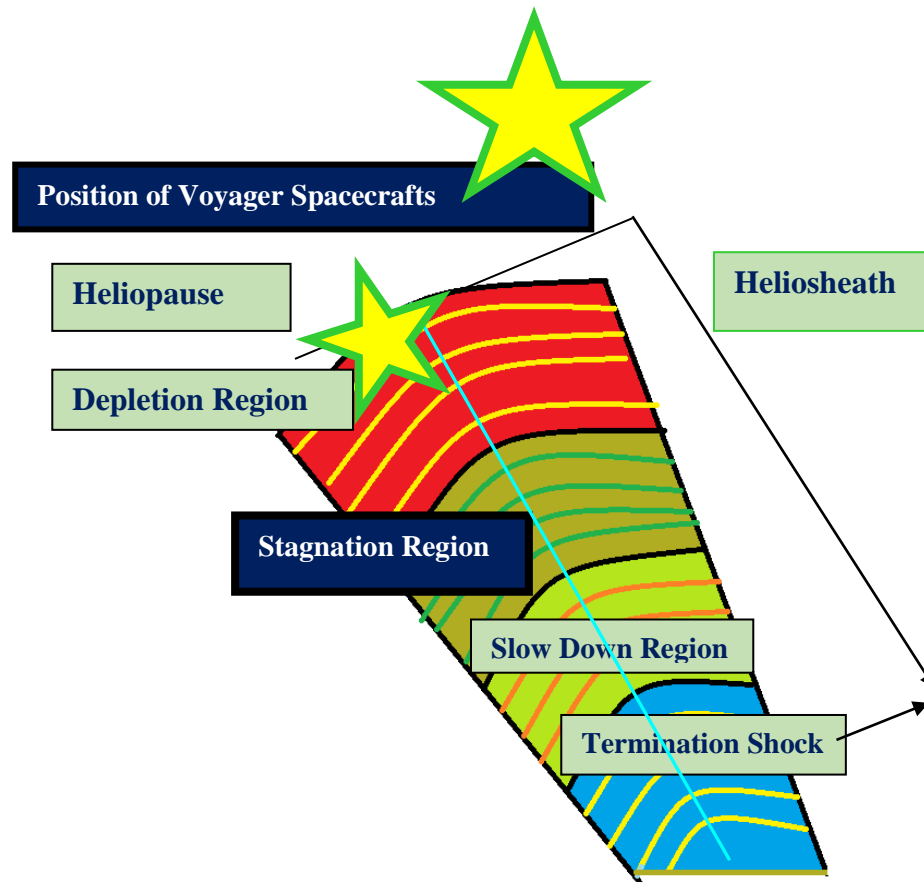 Position of Voyager Spacecrafts
Heliopause
Heliosheath
Depletion Region
Stagnation Region
Slow Down Region
Termination Shock